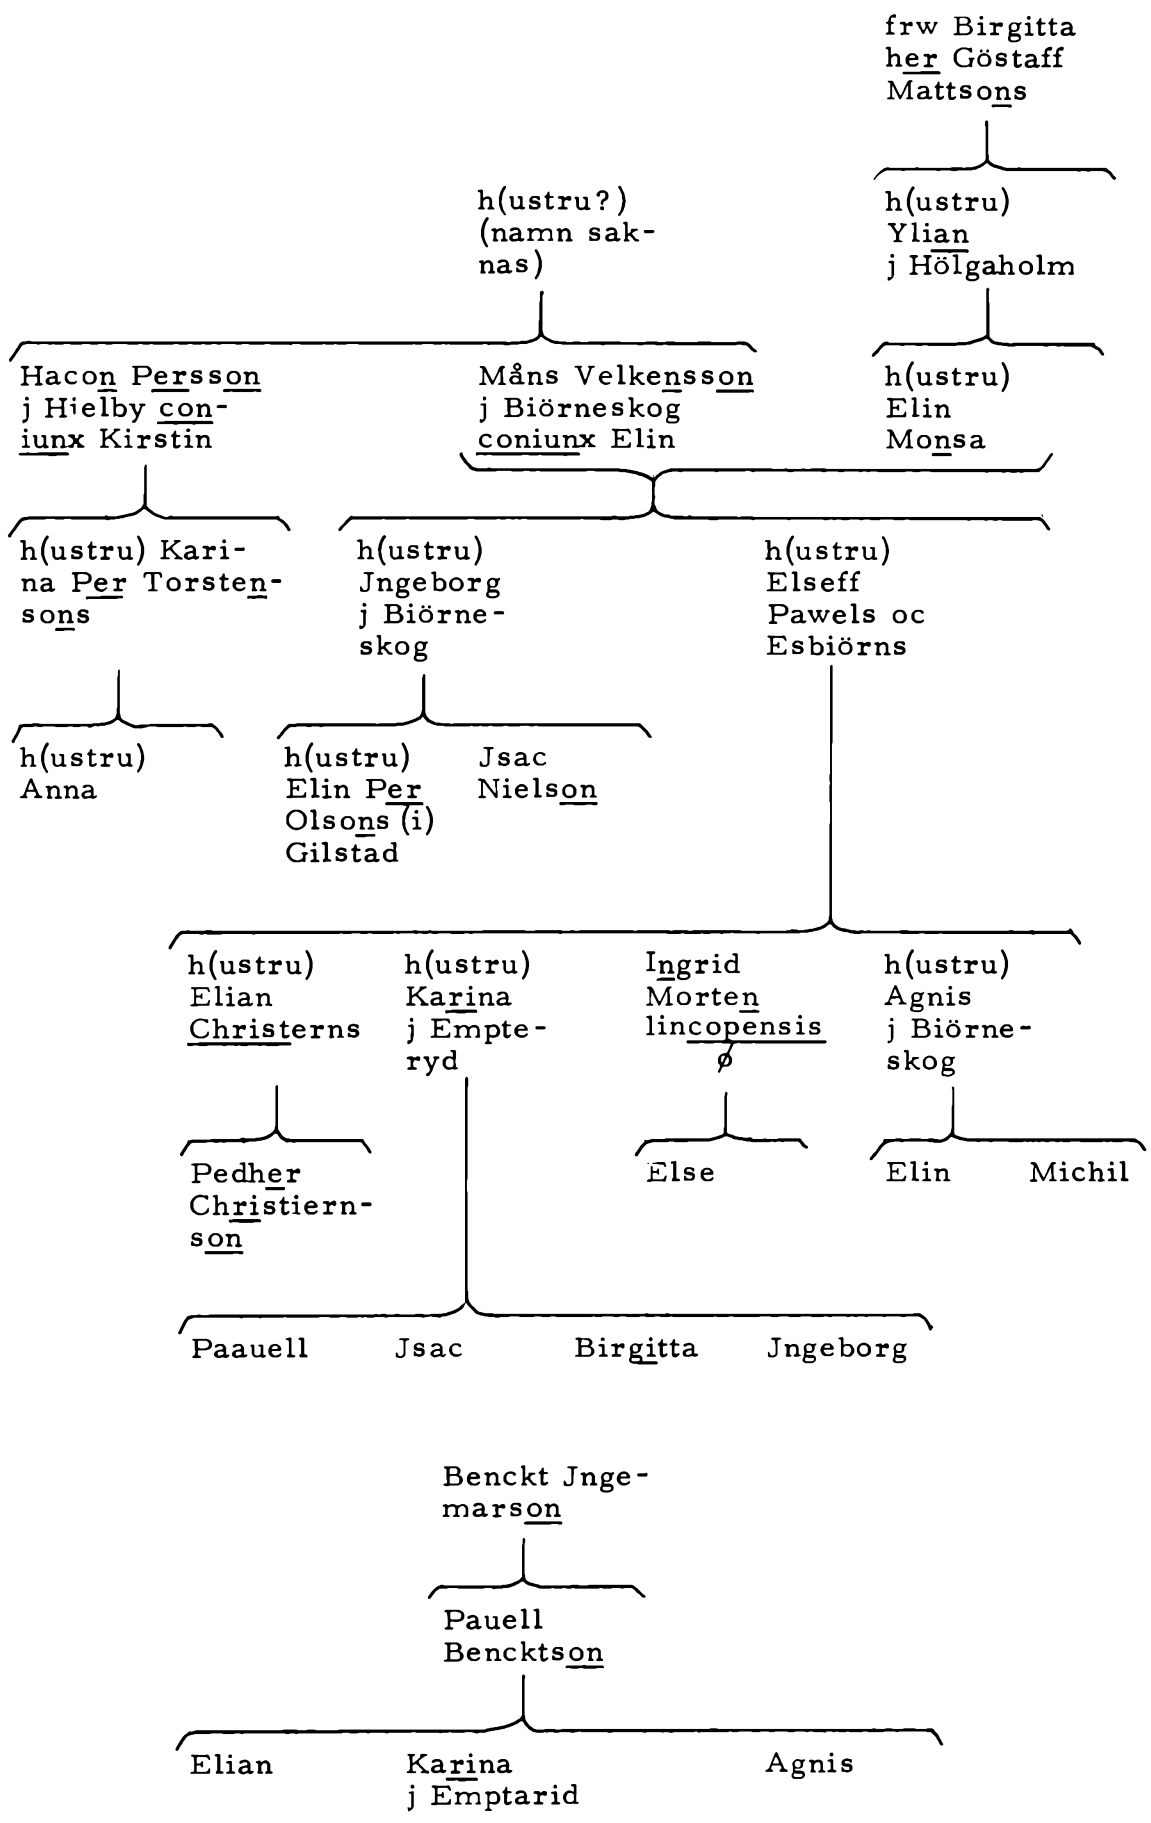 frw Birgitta
her Göstaff
Mattsons
h(ustru?)
(namn sak-
nas)
h(ustru)
Ylian
j Hölgaholm
Hacon Persson
j Hielby con-
iunx Kirstin
Måns Velkensson
j Biörneskog
coniunx Elin
h(ustru)
Elin
Monsa
h(ustru) Kari-
na Per Torsten-
sons
h(ustru)
Jngeborg
j Biörne-
skog
h(ustru)
Elseff
Pawels oc
Esbiörns
h(ustru)
Anna
h(ustru)
Elin Per
Olsons (i)
Gilstad
Jsac
Nielson
h(ustru)
Elian
Christerns
h(ustru)
Karina
j Empte-
ryd
Ingrid
Morten
lincopensis
ø
h(ustru)
Agnis
j Biörne-
skog
Pedher
Christiern-
son
Else
Elin
Michil
Paauell
Jsac
Birgitta
Jngeborg
Benckt Jnge-
marson
Pauell
Koncktson
Elian
Karina
j Emptarid
Agnis